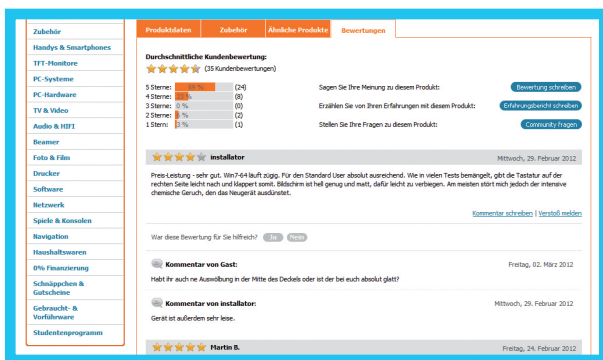 Zubehör
Handys & Smartphones
TFT-Monitore
PC-Systeme
PC-Hardware
TV & Video
Audio & HIFI
Beamer
Foto & Film
Drucker
Software
Netzwerk
Spiele & Konsolen
Navigation
Haushaltswaren
0% Finanzierung
Schnäppchen &
Gutscheine
Gebraucht- &
Vorführware
Studentenprogramm
Produktdaten Zubehör Ähnliche Produkte Bewertungen
Durchschnittliche Kundenbewertung:
(35 Kundenbewertungen)
5 Sterne: 69 % (24)
4 Sterne: 23 % (8)
3 Sterne: 0 % (0)
2 Sterne: 6 % (2)
1 Stern: 3 % (1)
Sagen Sie Ihre Meinung zu diesem Produkt: Bewertung schreiben
Erzählen Sie von Ihren Erfahrungen mit diesem Produkt: Erfahrungsbericht schreiben
Stellen Sie Ihre Fragen zu diesem Produkt: Community fragen
installator Mittwoch, 29. Februar 2012
Preis-Leistung - sehr gut. Win7-64 läuft zügig. Für den Standard User absolut ausreichend. Wie in vielen Tests bemängelt, gibt die Tastatur auf der
rechten Seite leicht nach und klappert somit. Bildschirm ist hell genug und matt, dafür leicht zu verbiegen. Am meisten stört mich jedoch der intensive
chemische Geruch, den das Neugerät ausdünstet.
Kommentar schreiben | Verstoß melden
War diese Bewertung für Sie hilfreich? Ja Nein
Kommentar von Gast: Freitag, 02. März 2012
Habt ihr auch ne Auswölbung in der Mitte des Deckels oder ist der bei euch absolut glatt?
Kommentar von installator: Mittwoch, 29. Februar 2012
Gerät ist außerdem sehr leise.
Martin B. Freitag, 24. Februar 2012